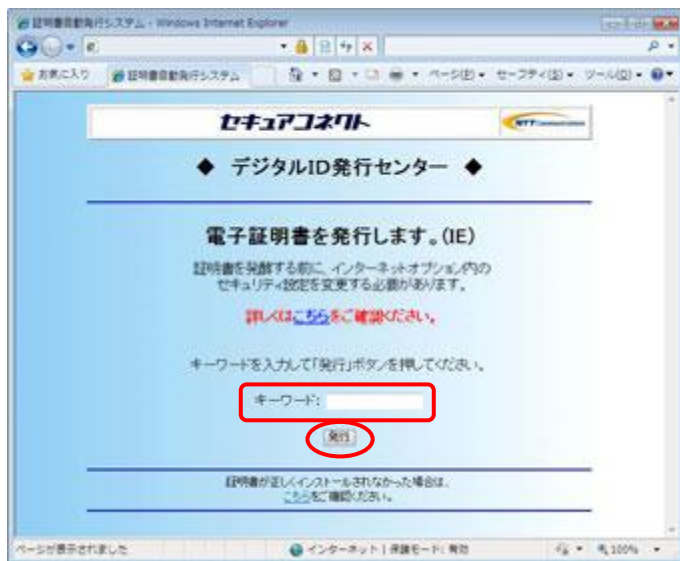 証明書自動発行システム - Windows Internet Explorer
お気に入り 証明書自動発行システム ページ(P) セーフティ(S) ツール(O)
セキュアコネクト NTT Communications
◆ デジタルID発行センター ◆
電子証明書を発行します。(IE)
証明書を発酵する前に、インターネットオプション内の
セキュリティ設定を変更する必要があります。
詳しくはこちらをご確認ください。
キーワードを入力して「発行」ボタンを押してください。
キーワード:
発行
証明書が正しくインストールされなかった場合は、
こちらをご確認ください。
ページが表示されました インターネット | 保護モード: 有効 100%